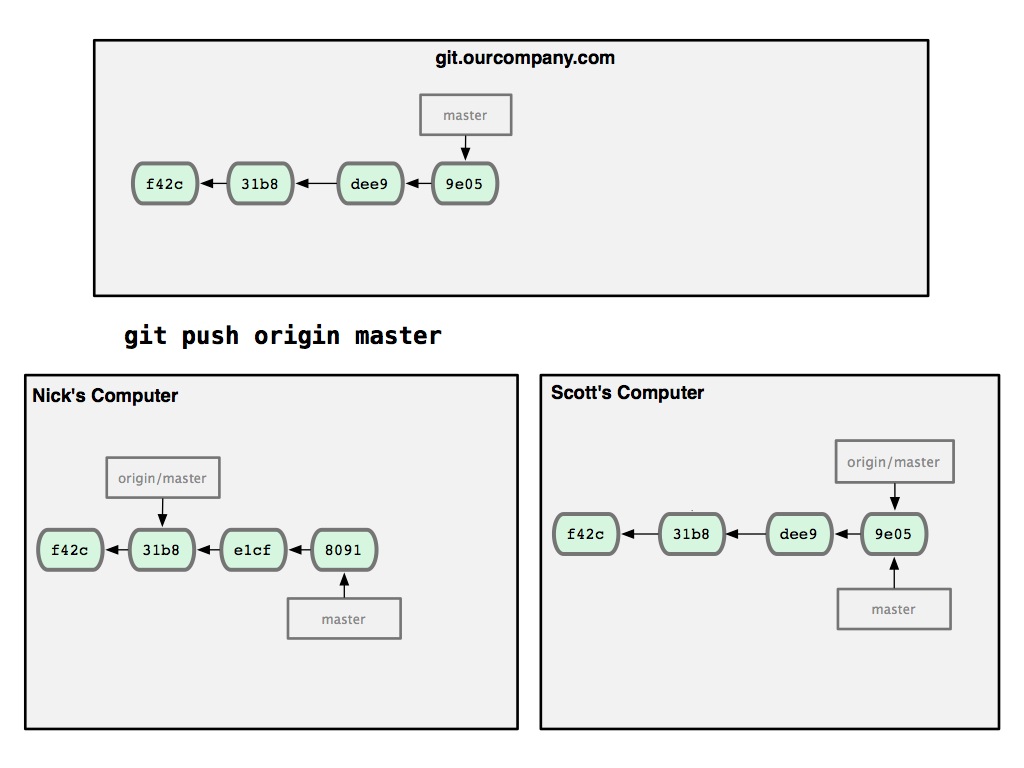 git.ourcompany.com
master
f42c 31b8 dee9 9e05
git push origin master
Nick's Computer
origin/master
f42c 31b8 e1cf 8091
master
Scott's Computer
origin/master
f42c 31b8 dee9 9e05
master